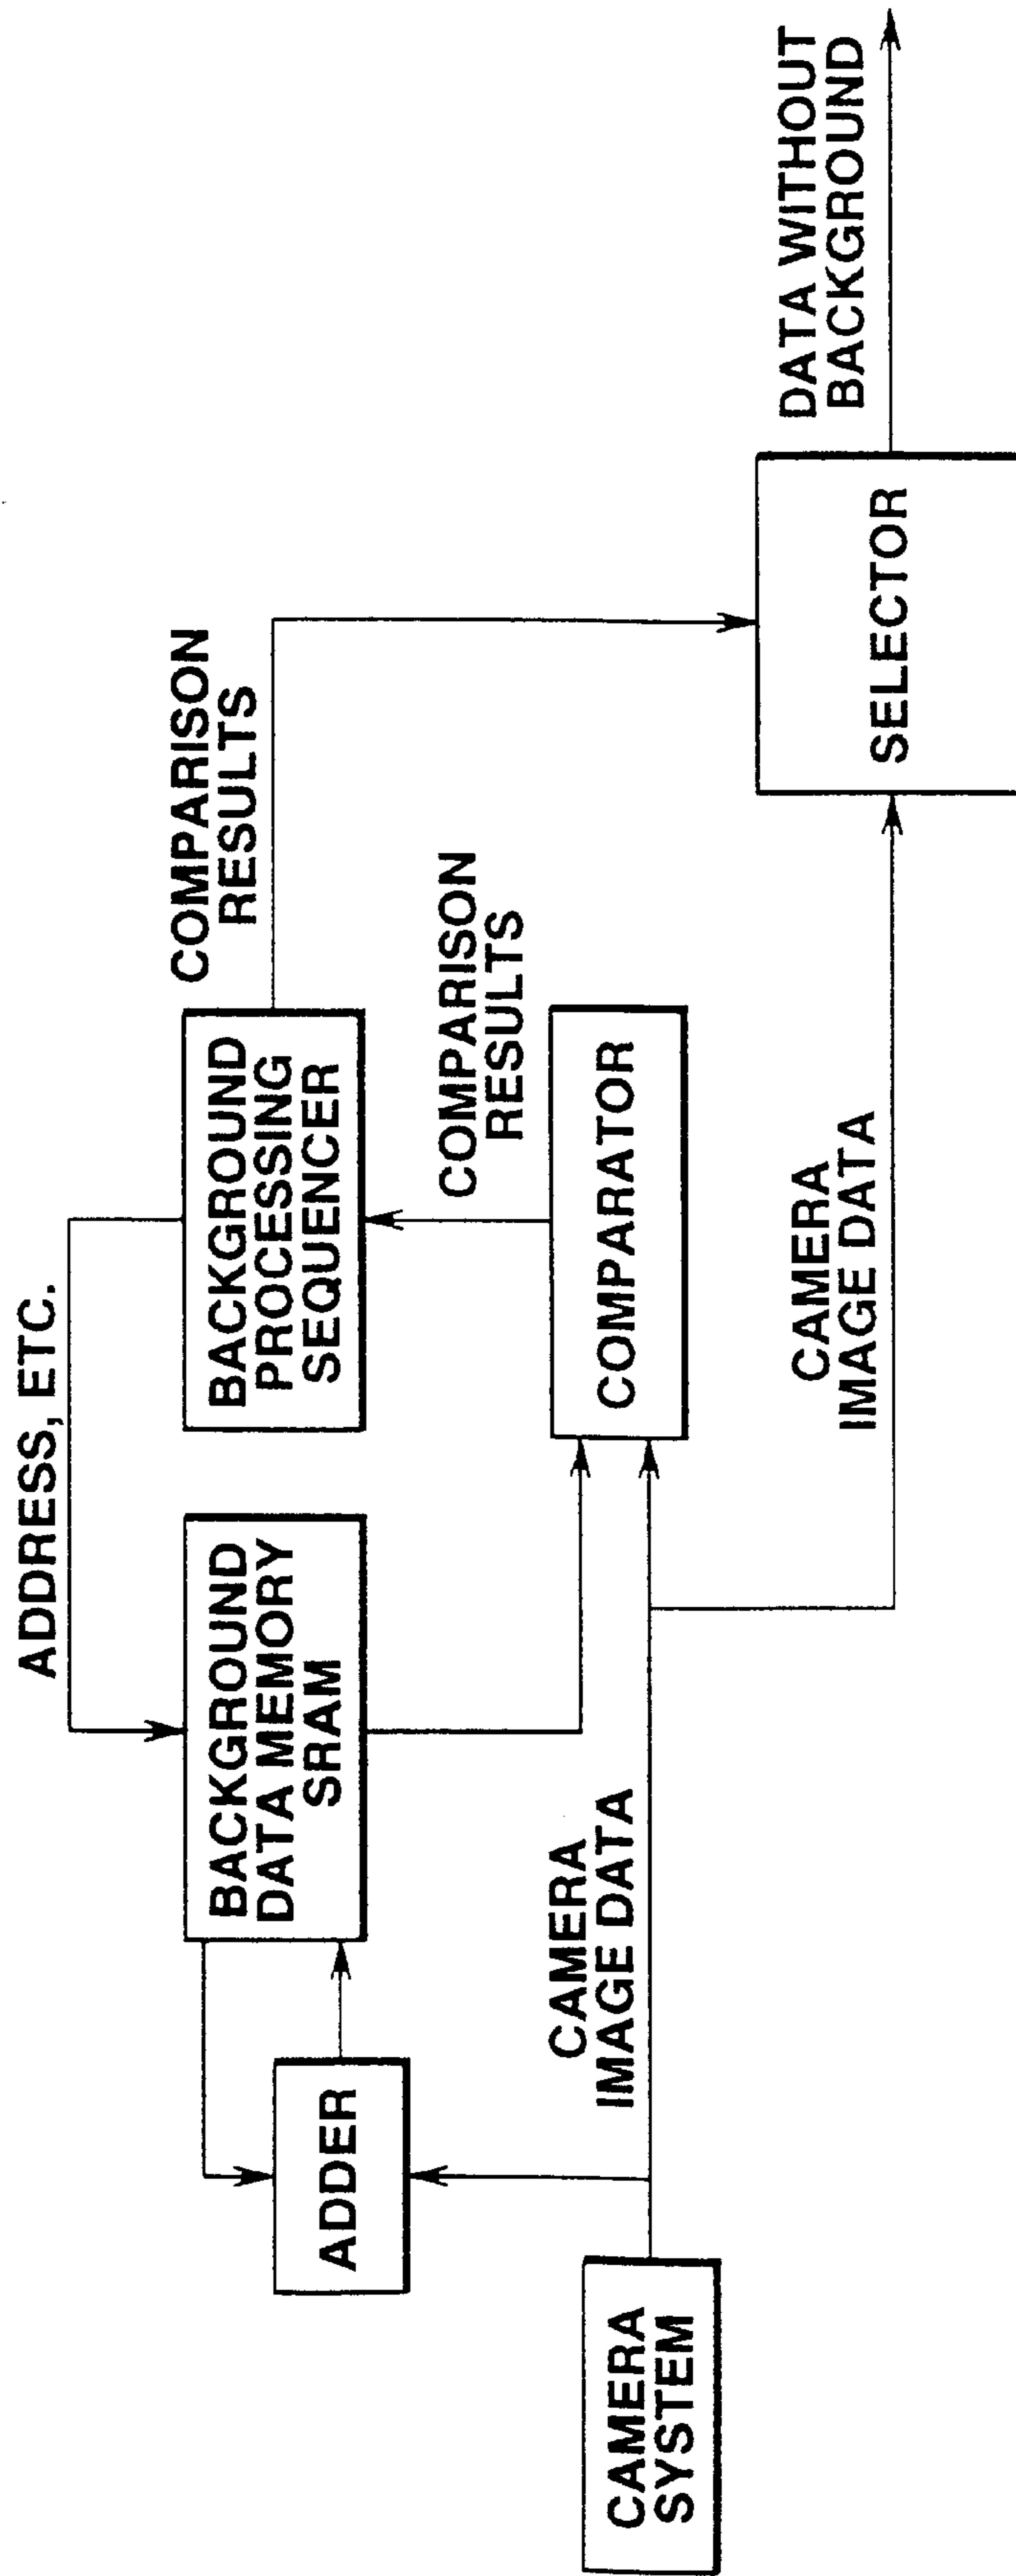 ADDRESS, ETC.
COMPARISON
RESULTS
BACKGROUND
DATA MEMORY
SRAM
BACKGROUND
PROCESSING
SEQUENCER
ADDER
COMPARISON
RESULTS
CAMERA
SYSTEM
CAMERA
IMAGE DATA
COMPARATOR
CAMERA
IMAGE DATA
SELECTOR
DATA WITHOUT
BACKGROUND